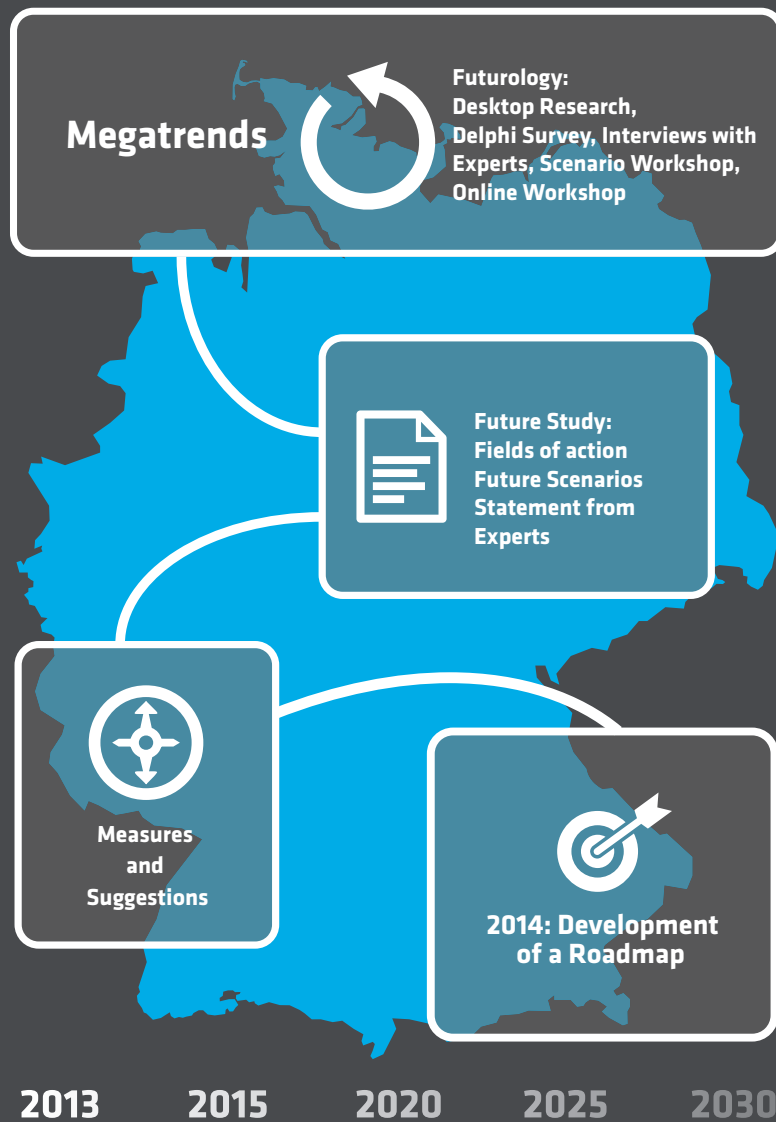 Megatrends
Futurology:
Desktop Research,
Delphi Survey, Interviews with
Experts, Scenario Workshop,
Online Workshop
Future Study:
Fields of action
Future Scenarios
Statement from
Experts
Measures
and
Suggestions
2014: Development
of a Roadmap
2013 2015 2020 2025 2030